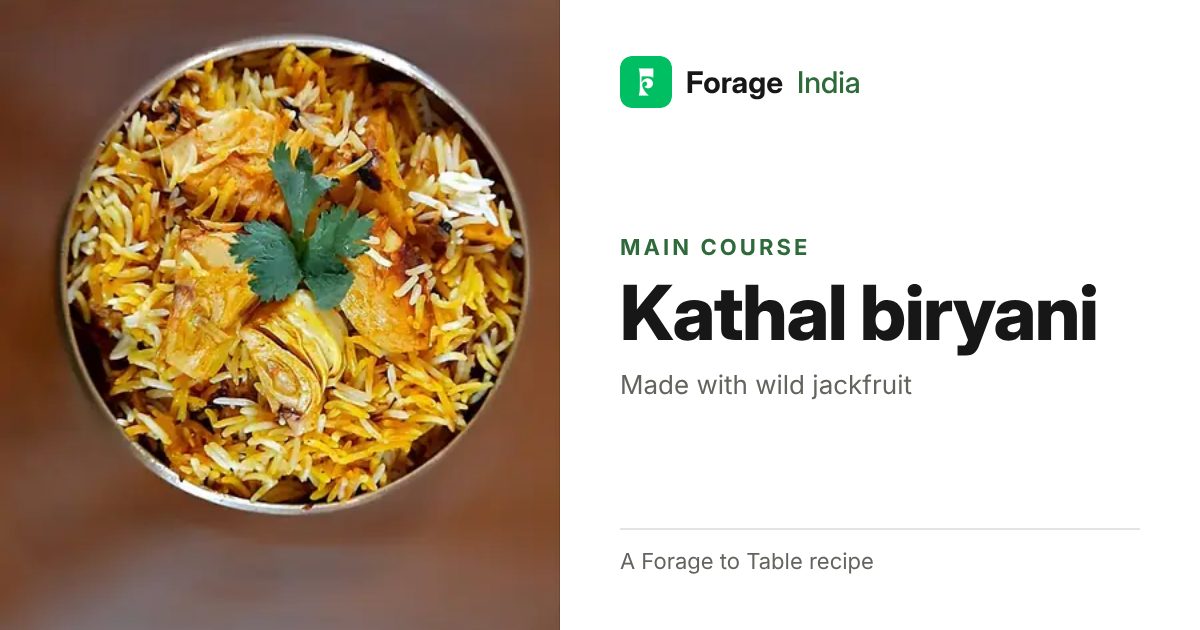 Forage India
MAIN COURSE
Kathal biryani
Made with wild jackfruit
A Forage to Table recipe